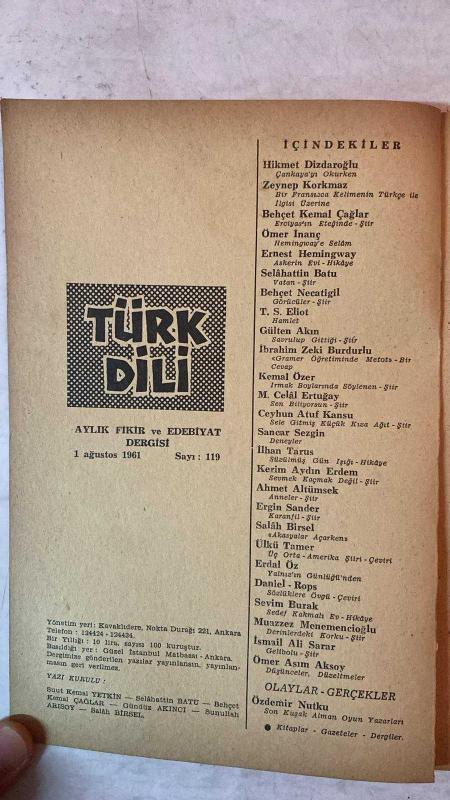 TÜRK
DİLİ
AYLIK FİKİR ve EDEBİYAT
DERGİSİ
1 ağustos 1961 Sayı : 119
Yönetim yeri: Kavaklıdere, Nokta Durağı 221, Ankara
Telefon : 124424 - 124434.
Bir Yıllığı : 10 lira, sayısı 100 kuruştur.
Basıldığı yer : Güzel İstanbul Matbaası - Ankara.
Dergimize gönderilen yazılar yayınlansın, yayınlan-
masın geri verilmez.
YAZI KURULU :
Suut Kemal YETKİN — Selâhattin BATU — Behçet
Kemal ÇAĞLAR — Gündüz AKINCI — Sunullah
ARISOY — Salâh BİRSEL.
İÇİNDEKİLER
Hikmet Dizdaroğlu
Çankaya'yı Okurken
Zeynep Korkmaz
Bir Fransızca Kelimenin Türkçe ile
İlgisi Üzerine
Behçet Kemal Çağlar
Erciyas'ın Eteğinde - Şiir
Ömer İnanç
Hemingway'e Selâm
Ernest Hemingway
Askerin Evi - Hikâye
Selâhattin Batu
Vatan - Şiir
Behçet Necatigil
Görücüler - Şiir
T. S. Eliot
Hamlet
Gülten Akın
Savrulup Gittiği - Şiir
İbrahim Zeki Burdurlu
«Gramer Öğretiminde Metot» - Bir
Cevap
Kemal Özer
Irmak Boylarında Söylenen - Şiir
M. Celâl Ertuğay
Sen Biliyorsun - Şiir
Ceyhun Atuf Kansu
Sele Gitmiş Küçük Kıza Ağıt - Şiir
Sancar Sezgin
Deneyler
İlhan Tarus
Süzülmüş Gün Işığı - Hikâye
Kerim Aydın Erdem
Sevmek Kaçmak Değil - Şiir
Ahmet Altümsek
Anneler - Şiir
Ergin Sander
Karanfil - Şiir
Salâh Birsel
«Akasyalar Açarken»
Ülkü Tamer
Üç Orta - Amerika Şiiri - Çeviri
Erdal Öz
Yalnız'ın Günlüğü'nden
Daniel - Rops
Sözlüklere Övgü - Çeviri
Sevim Burak
Sedef Kakmalı Ev - Hikâye
Muazzez Menemencioğlu
Derinlerdeki Korku - Şiir
İsmail Ali Sarar
Gelibolu - Şiir
Ömer Asım Aksoy
Düşünceler, Düzeltmeler
OLAYLAR - GERÇEKLER
Özdemir Nutku
Son Kuşak Alman Oyun Yazarları
● Kitaplar - Gazeteler - Dergiler.